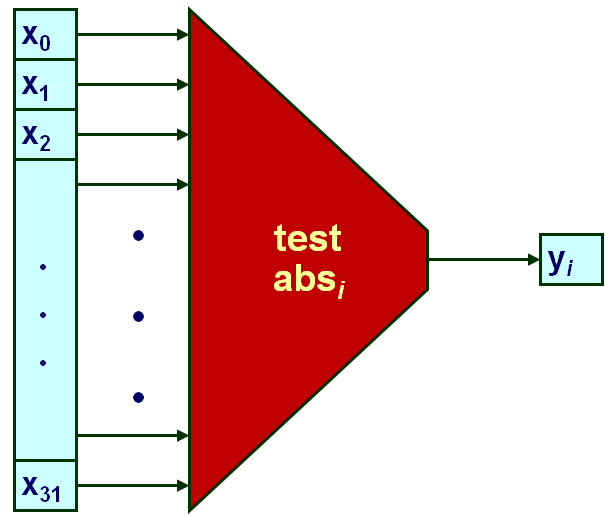 x₀
x₁
x₂
x₃₁
test
absᵢ
yᵢ